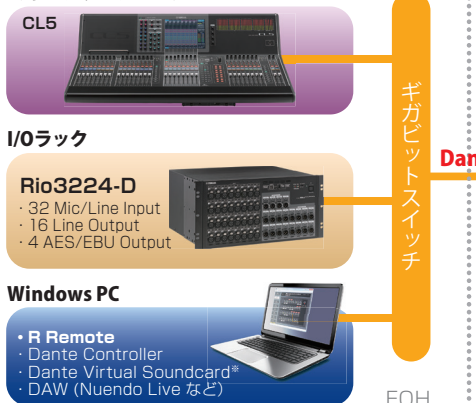 CL5
I/Oラック
Rio3224-D
· 32 Mic/Line Input
· 16 Line Output
· 4 AES/EBU Output
Windows PC
・R Remote
· Dante Controller
· Dante Virtual Soundcard※
· DAW (Nuendo Live など)
ギガビットスイッチ
Dan
FOH